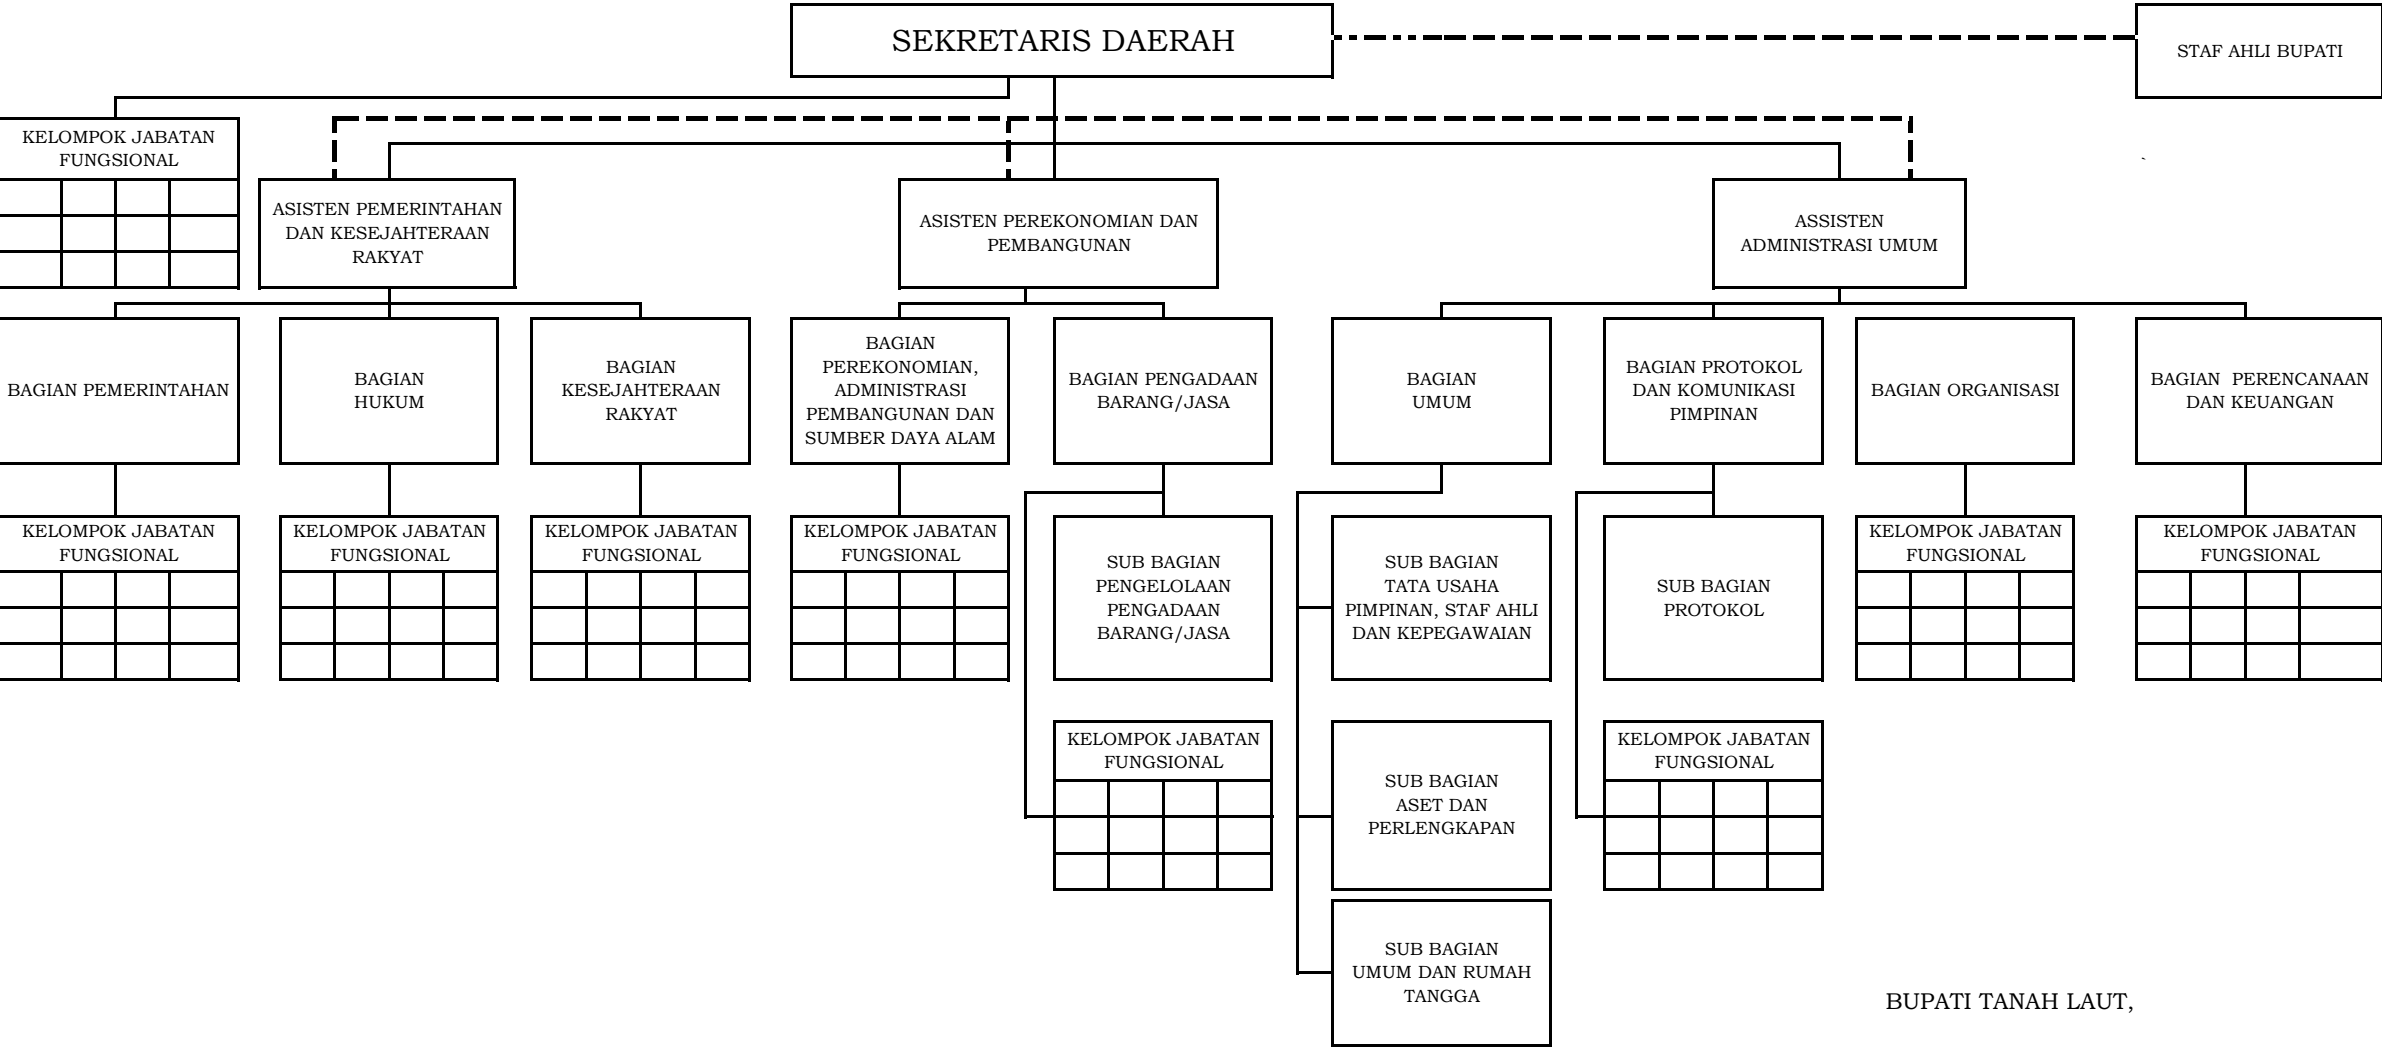 SEKRETARIS DAERAH
STAF AHLI BUPATI
KELOMPOK JABATAN
FUNGSIONAL
ASISTEN PEMERINTAHAN
DAN KESEJAHTERAAN
RAKYAT
ASISTEN PEREKONOMIAN DAN
PEMBANGUNAN
ASSISTEN
ADMINISTRASI UMUM
BAGIAN PEMERINTAHAN
BAGIAN
HUKUM
BAGIAN
KESEJAHTERAAN
RAKYAT
BAGIAN
PEREKONOMIAN,
ADMINISTRASI
PEMBANGUNAN DAN
SUMBER DAYA ALAM
BAGIAN PENGADAAN
BARANG/JASA
BAGIAN
UMUM
BAGIAN PROTOKOL
DAN KOMUNIKASI
PIMPINAN
BAGIAN ORGANISASI
BAGIAN PERENCANAAN
DAN KEUANGAN
KELOMPOK JABATAN
FUNGSIONAL
KELOMPOK JABATAN
FUNGSIONAL
KELOMPOK JABATAN
FUNGSIONAL
KELOMPOK JABATAN
FUNGSIONAL
SUB BAGIAN
PENGELOLAAN
PENGADAAN
BARANG/JASA
SUB BAGIAN
TATA USAHA
PIMPINAN, STAF AHLI
DAN KEPEGAWAIAN
SUB BAGIAN
PROTOKOL
KELOMPOK JABATAN
FUNGSIONAL
KELOMPOK JABATAN
FUNGSIONAL
KELOMPOK JABATAN
FUNGSIONAL
SUB BAGIAN
ASET DAN
PERLENGKAPAN
KELOMPOK JABATAN
FUNGSIONAL
SUB BAGIAN
UMUM DAN RUMAH
TANGGA
BUPATI TANAH LAUT,